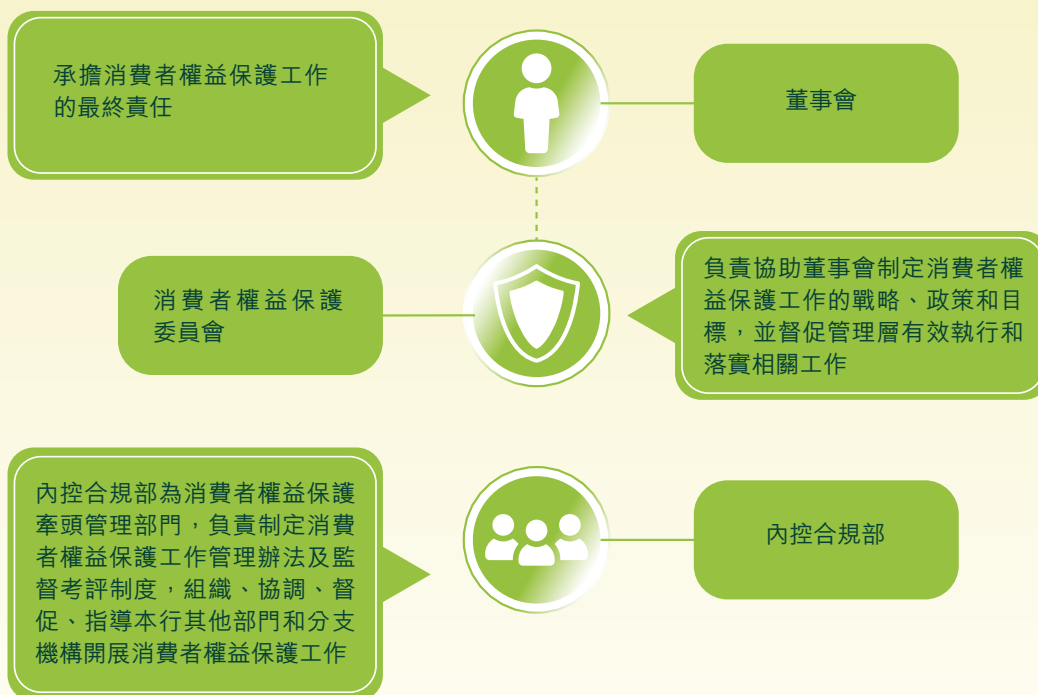 承擔消費者權益保護工作
的最終責任
董事會
消費者權益保護
委員會
負責協助董事會制定消費者權
益保護工作的戰略、政策和目
標，並督促管理層有效執行和
落實相關工作
內控合規部為消費者權益保護
牽頭管理部門，負責制定消費
者權益保護工作管理辦法及監
督考評制度，組織、協調、督
促、指導本行其他部門和分支
機構開展消費者權益保護工作
內控合規部